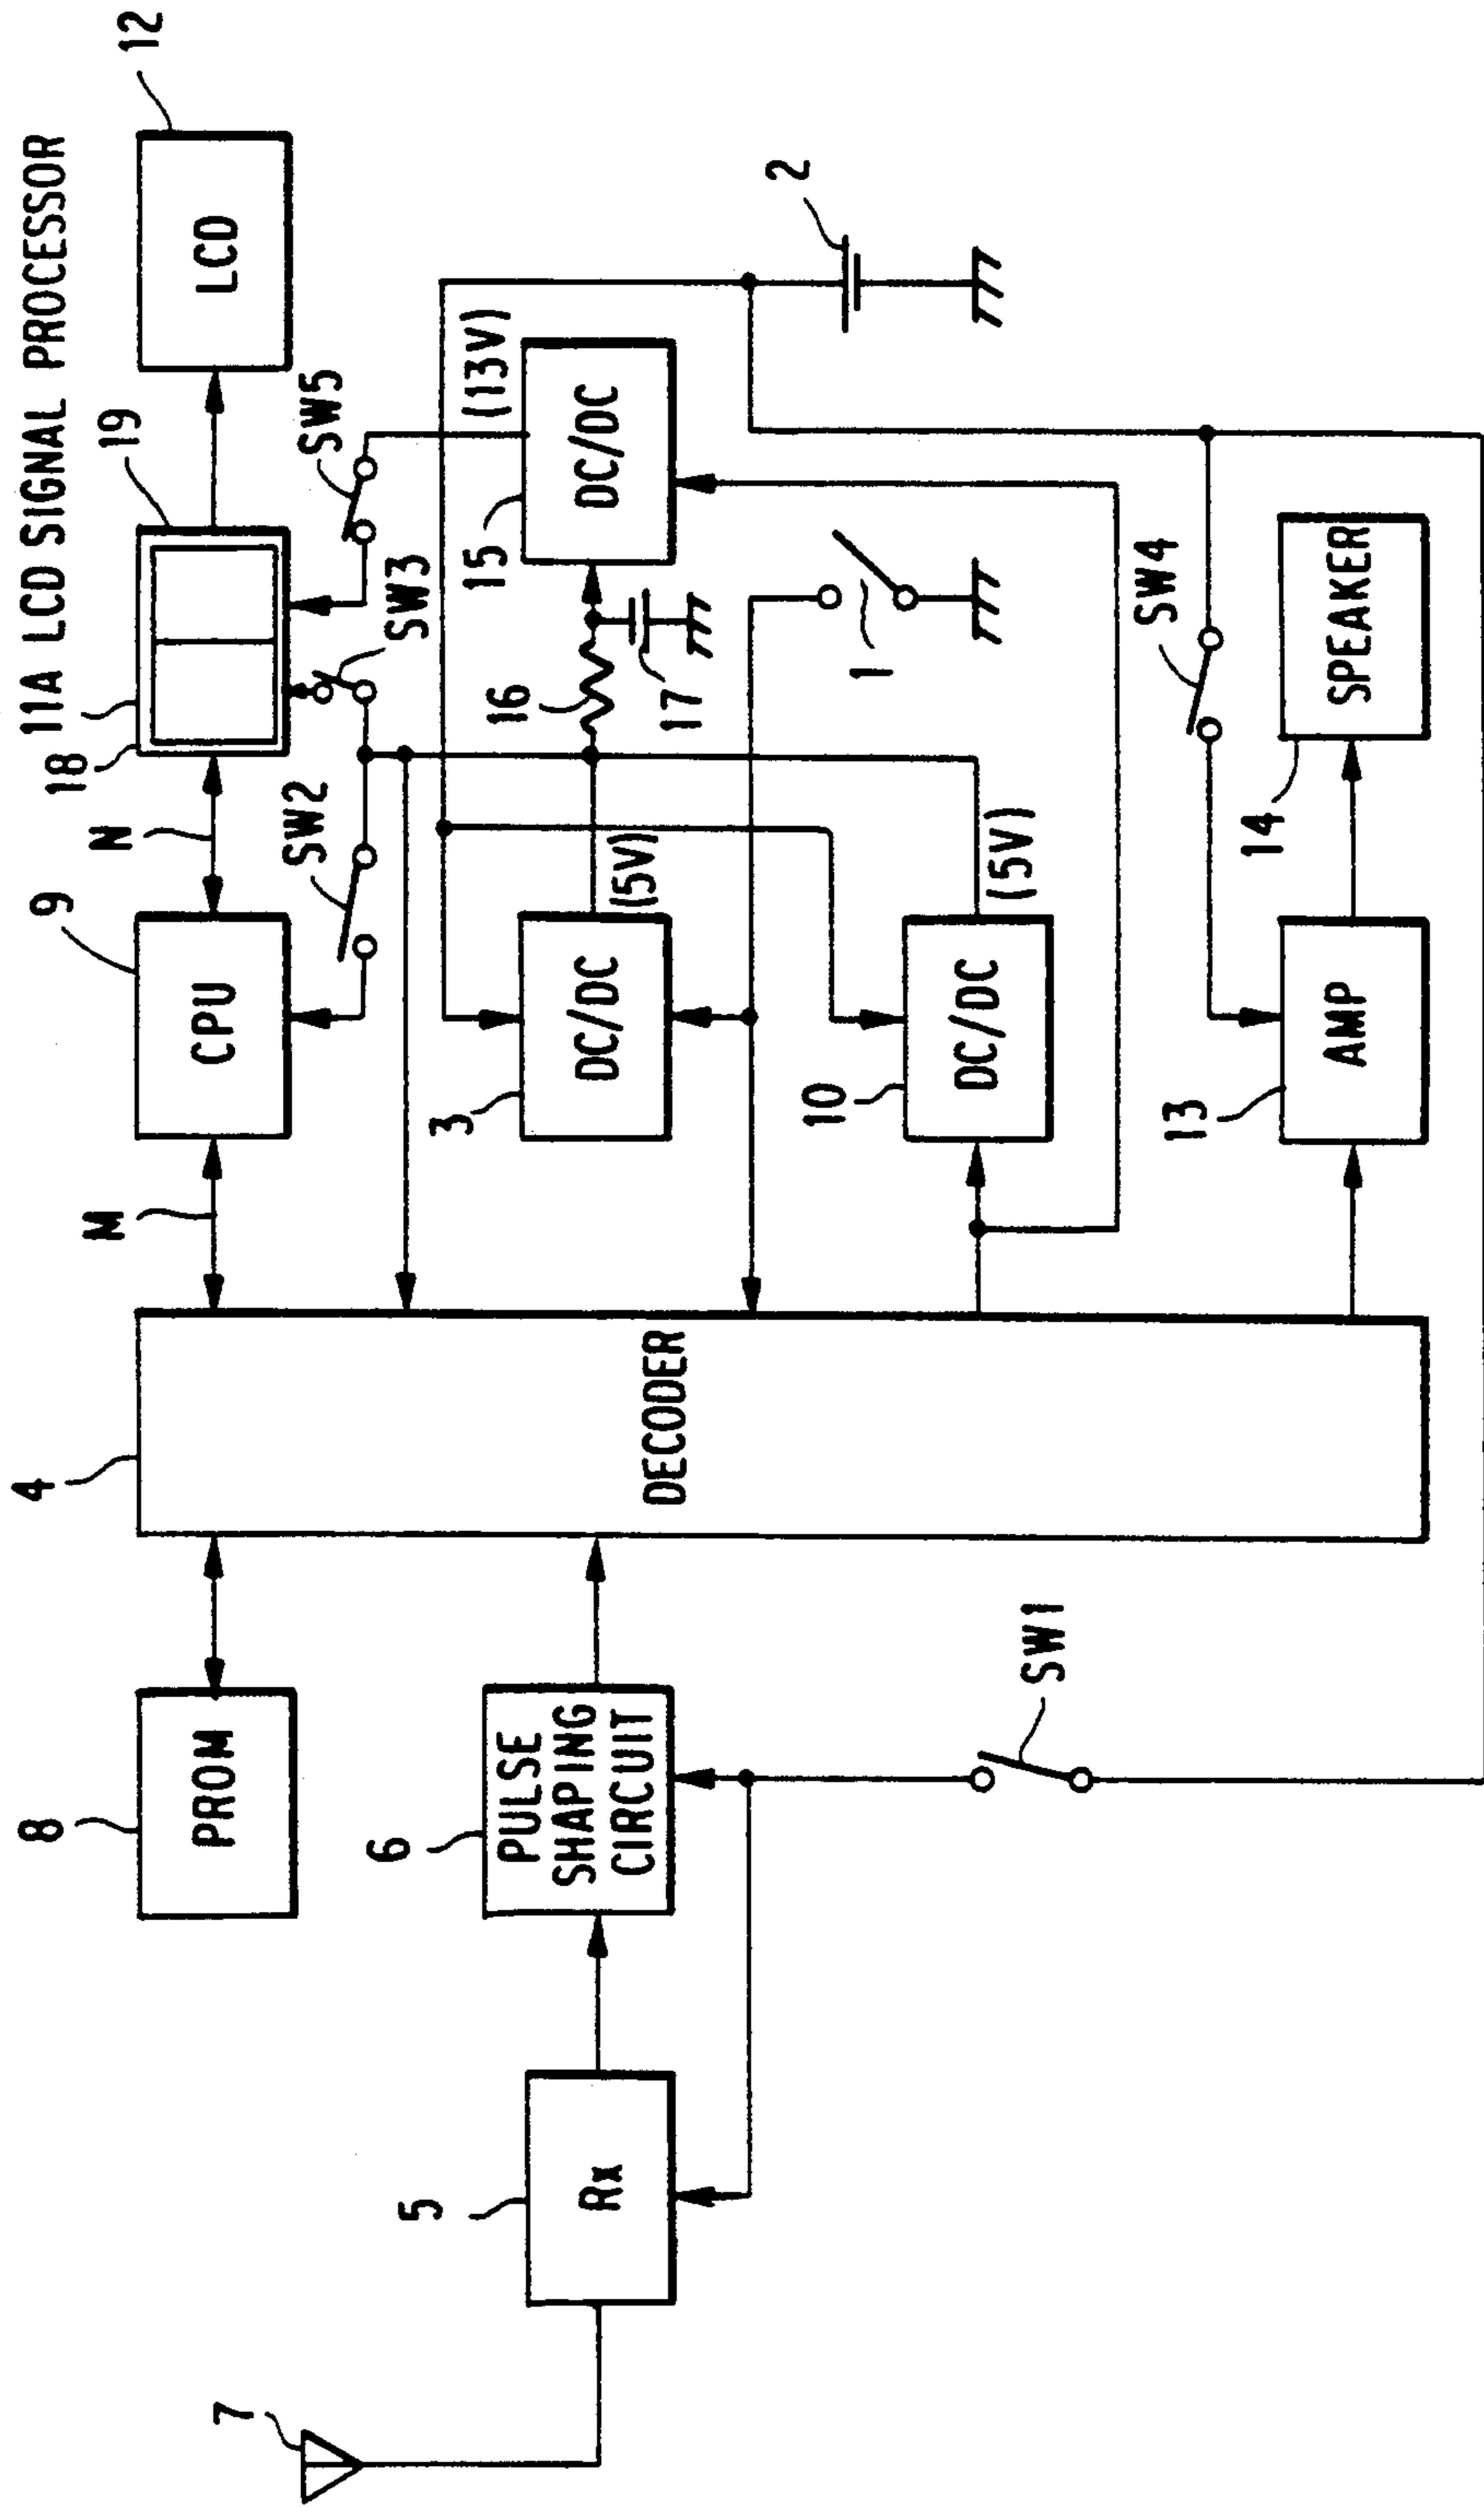 11A LCD SIGNAL PROCESSOR
12
19
18
N
9
M
4
8
LCD
CPU
PROM
SW5
SW3
SW2
7
(13V)
15
DC/DC
16
17
(5V)
3
DC/DC
DECODER
6
PULSE
SHAPING
CIRCUIT
5
Rx
2
1
10
DC/DC
(5V)
SW1
SW4
14
SPEAKER
13
AMP